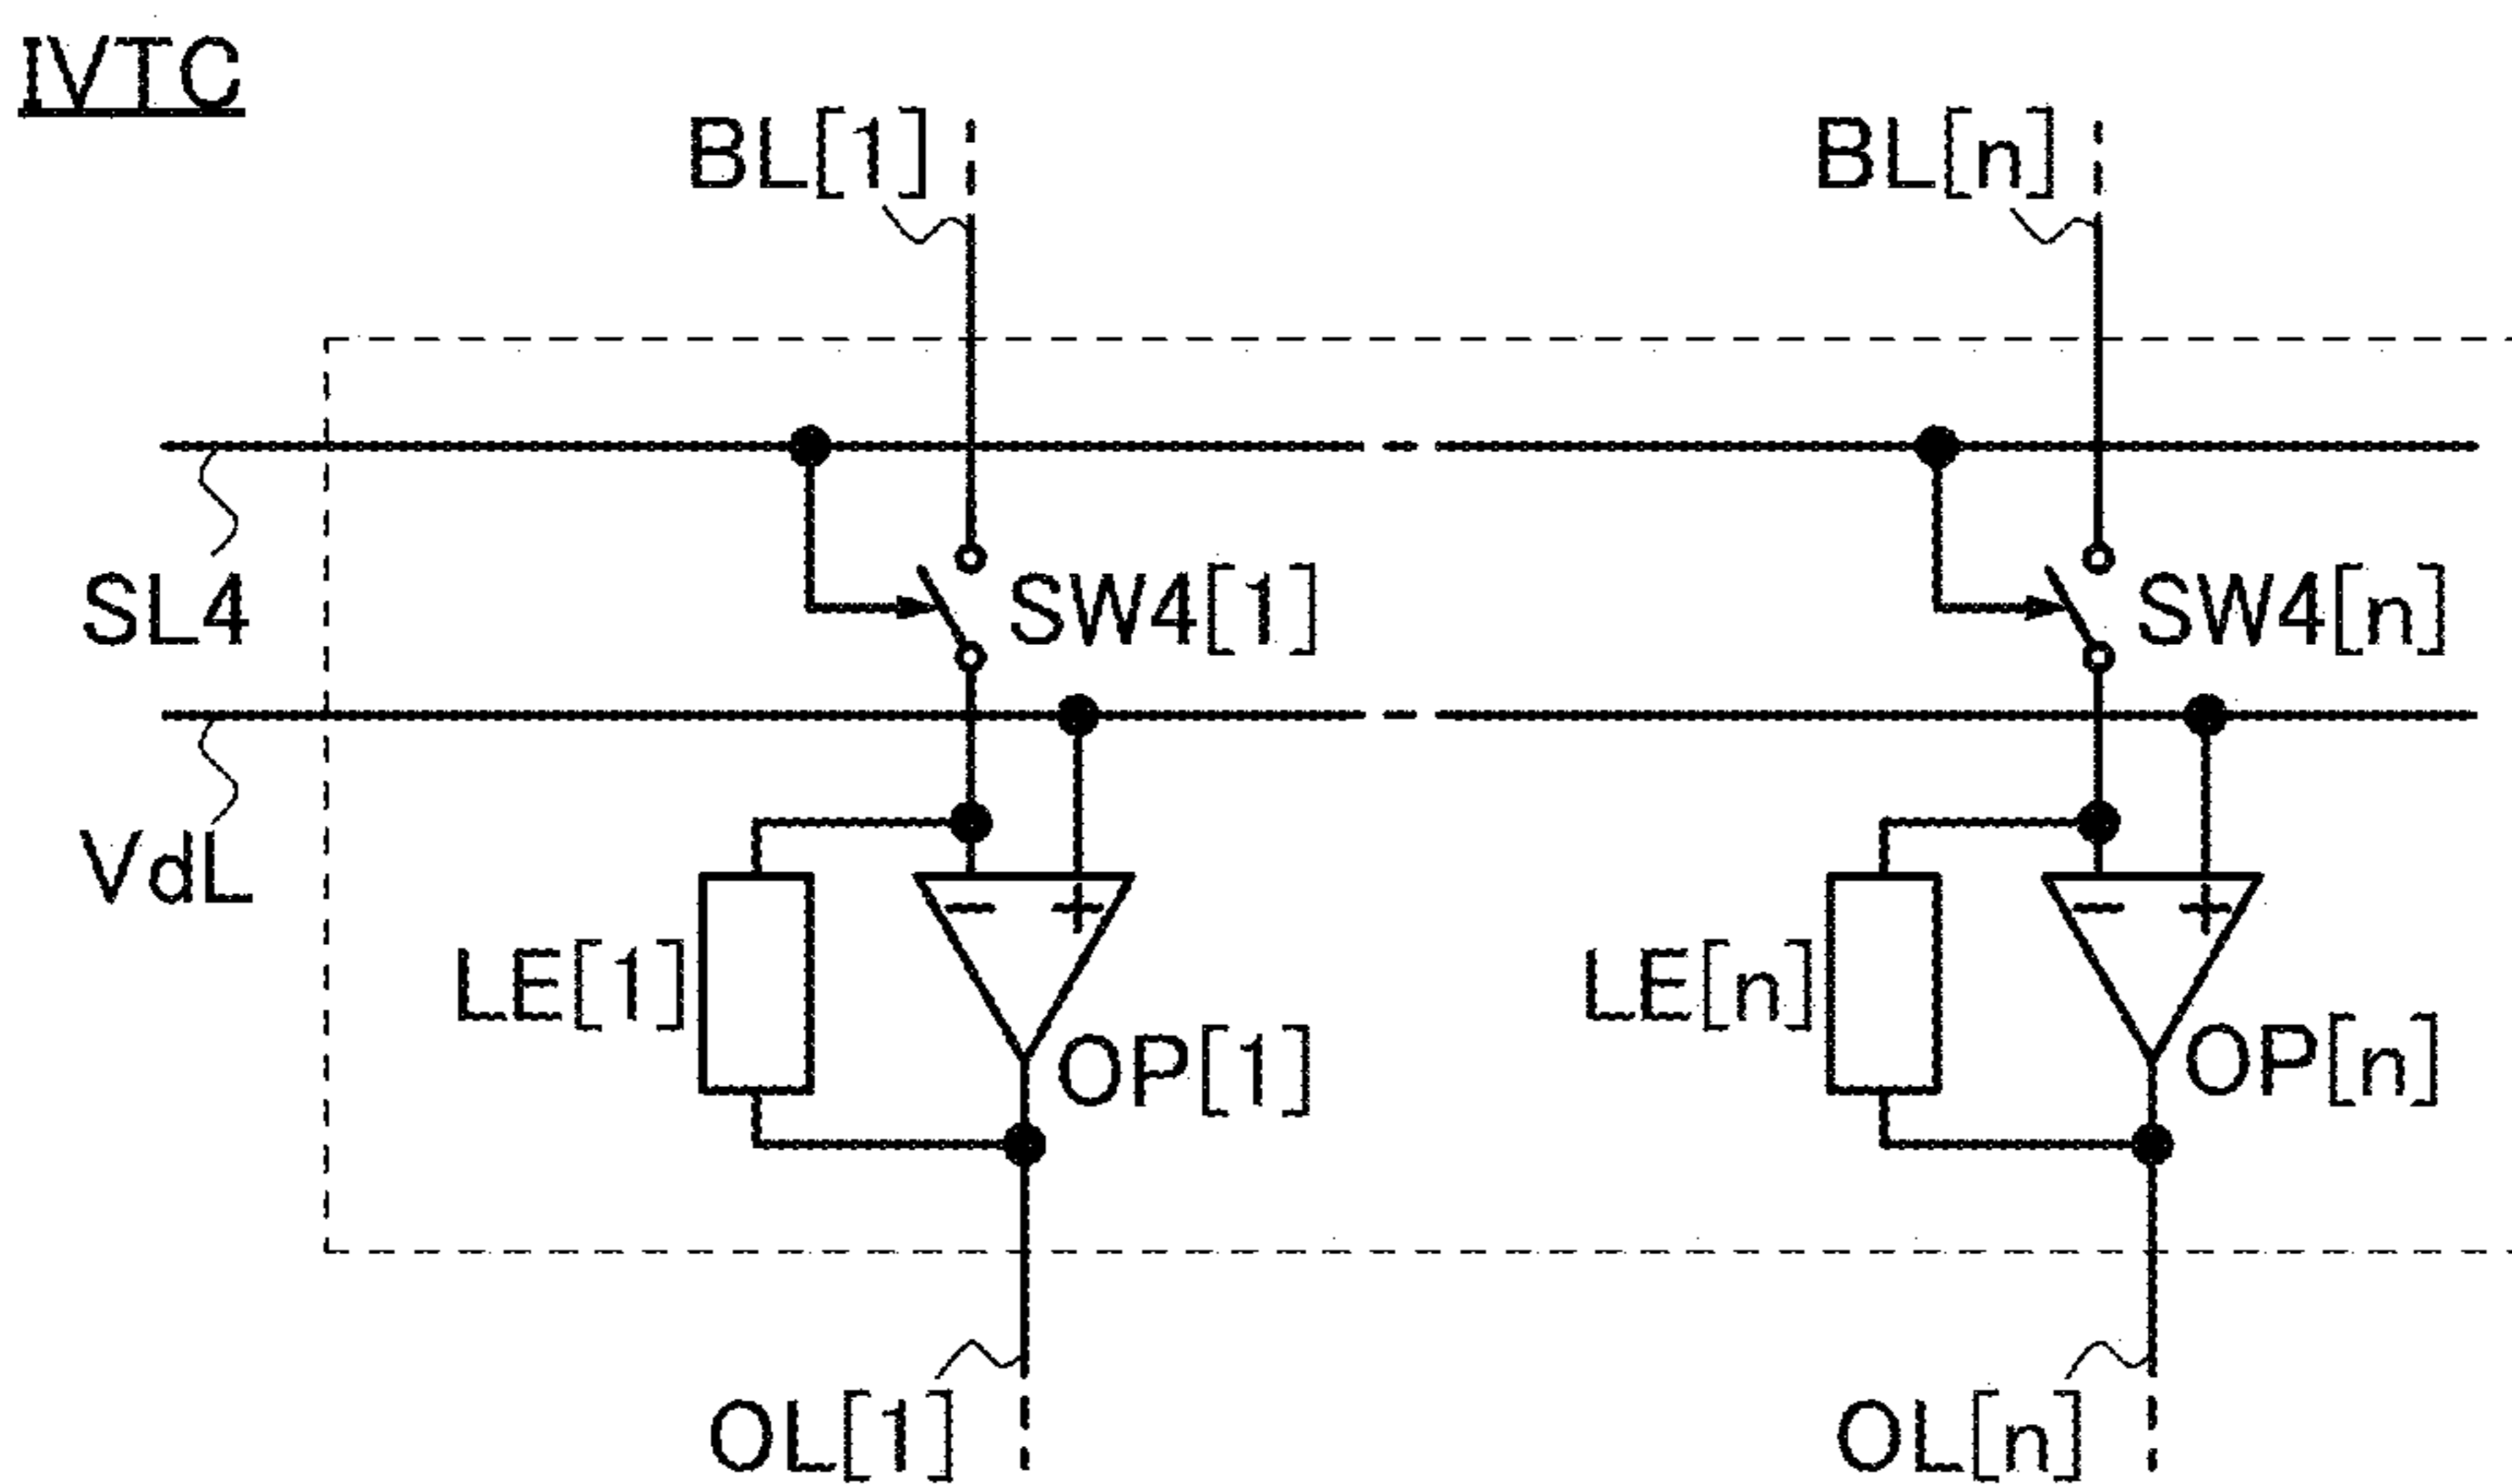 IVTC
BL[1] BL[n]
SL4 SW4[1] SW4[n]
VdL
- + - +
LE[1] LE[n]
OP[1] OP[n]
OL[1] OL[n]